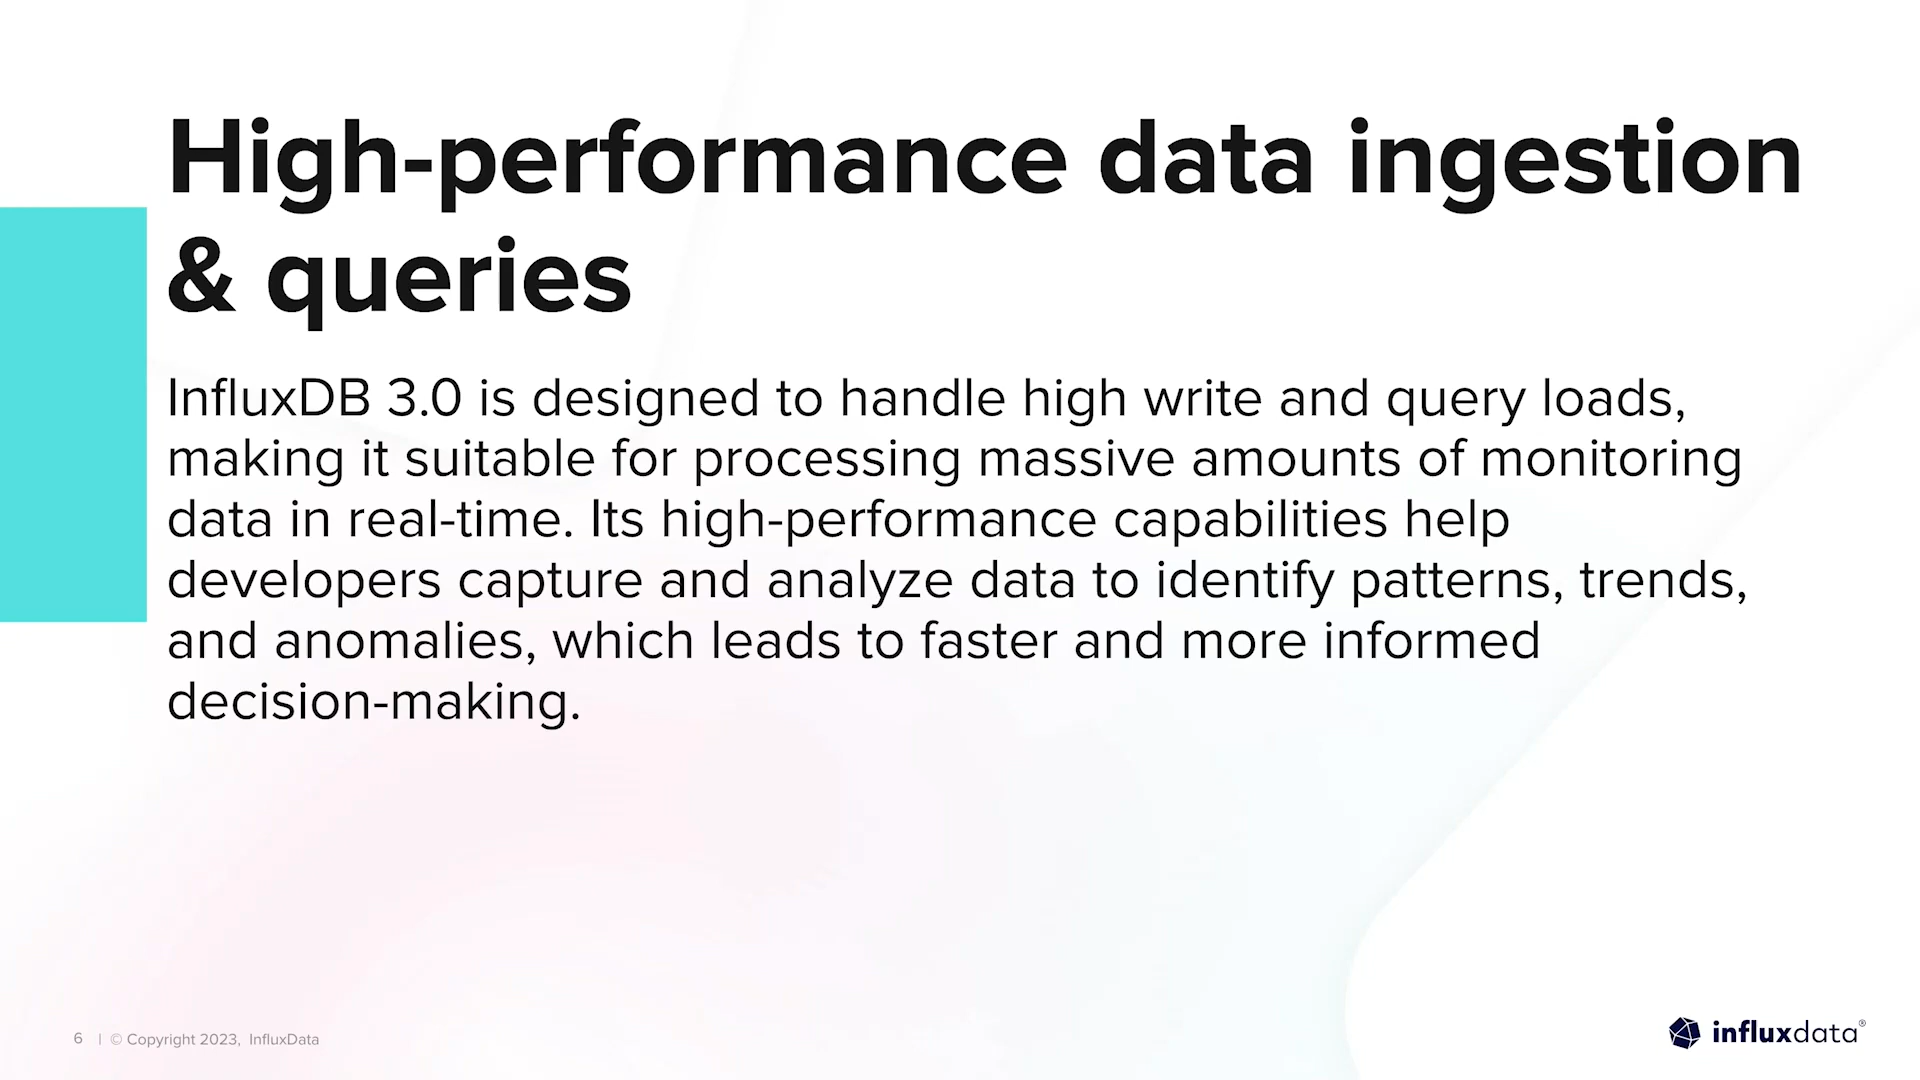 High-performance data ingestion
& queries
InfluxDB 3.0 is designed to handle high write and query loads,
making it suitable for processing massive amounts of monitoring
data in real-time. Its high-performance capabilities help
developers capture and analyze data to identify patterns, trends,
and anomalies, which leads to faster and more informed
decision-making.
6 | © Copyright 2023, InfluxData
influxdata®